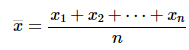 x̄ = (x₁ + x₂ + ··· + xₙ) / n